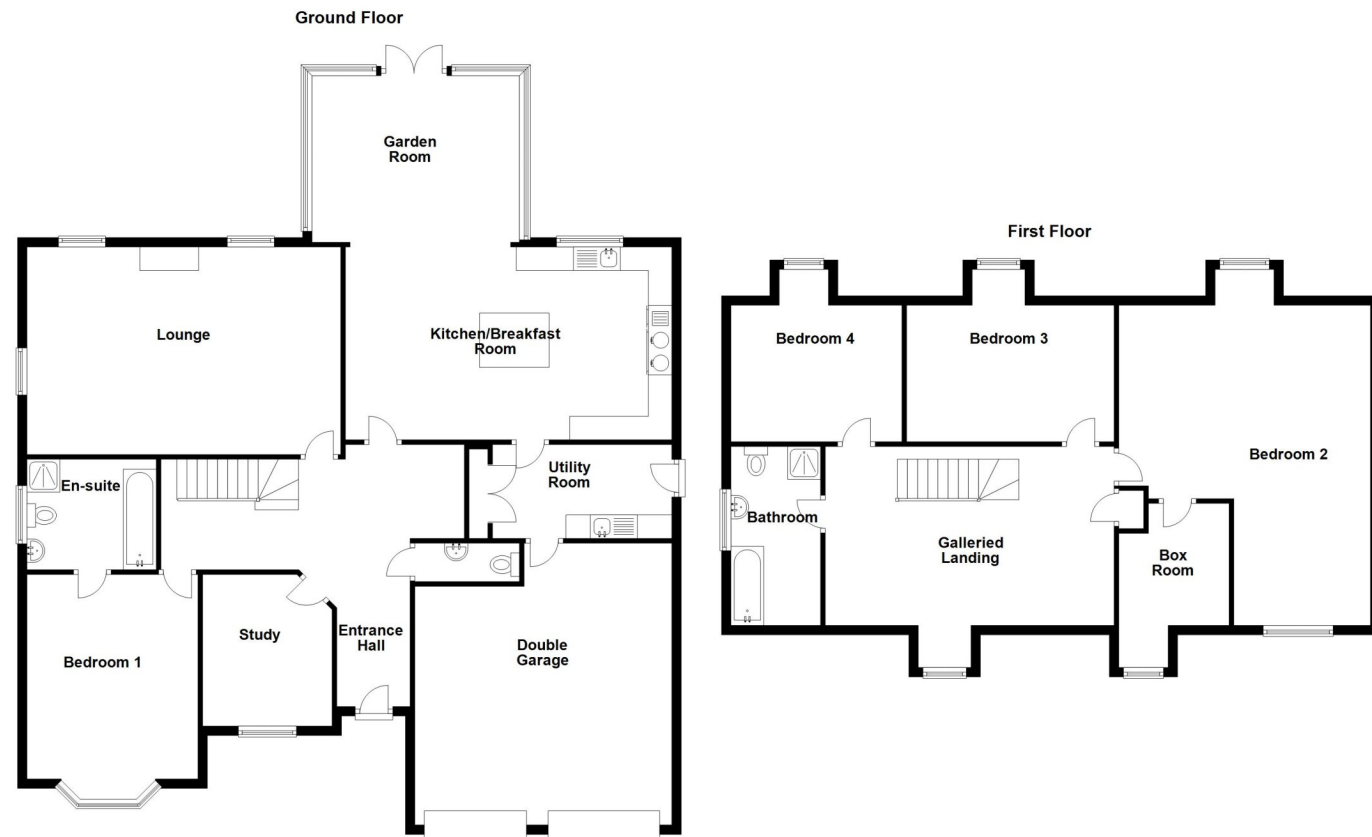 Ground Floor
Garden
Room
Lounge
Kitchen/Breakfast
Room
En-suite
Utility
Room
Bedroom 1
Study
Entrance
Hall
Double
Garage
First Floor
Bedroom 4
Bedroom 3
Bedroom 2
Bathroom
Galleried
Landing
Box
Room